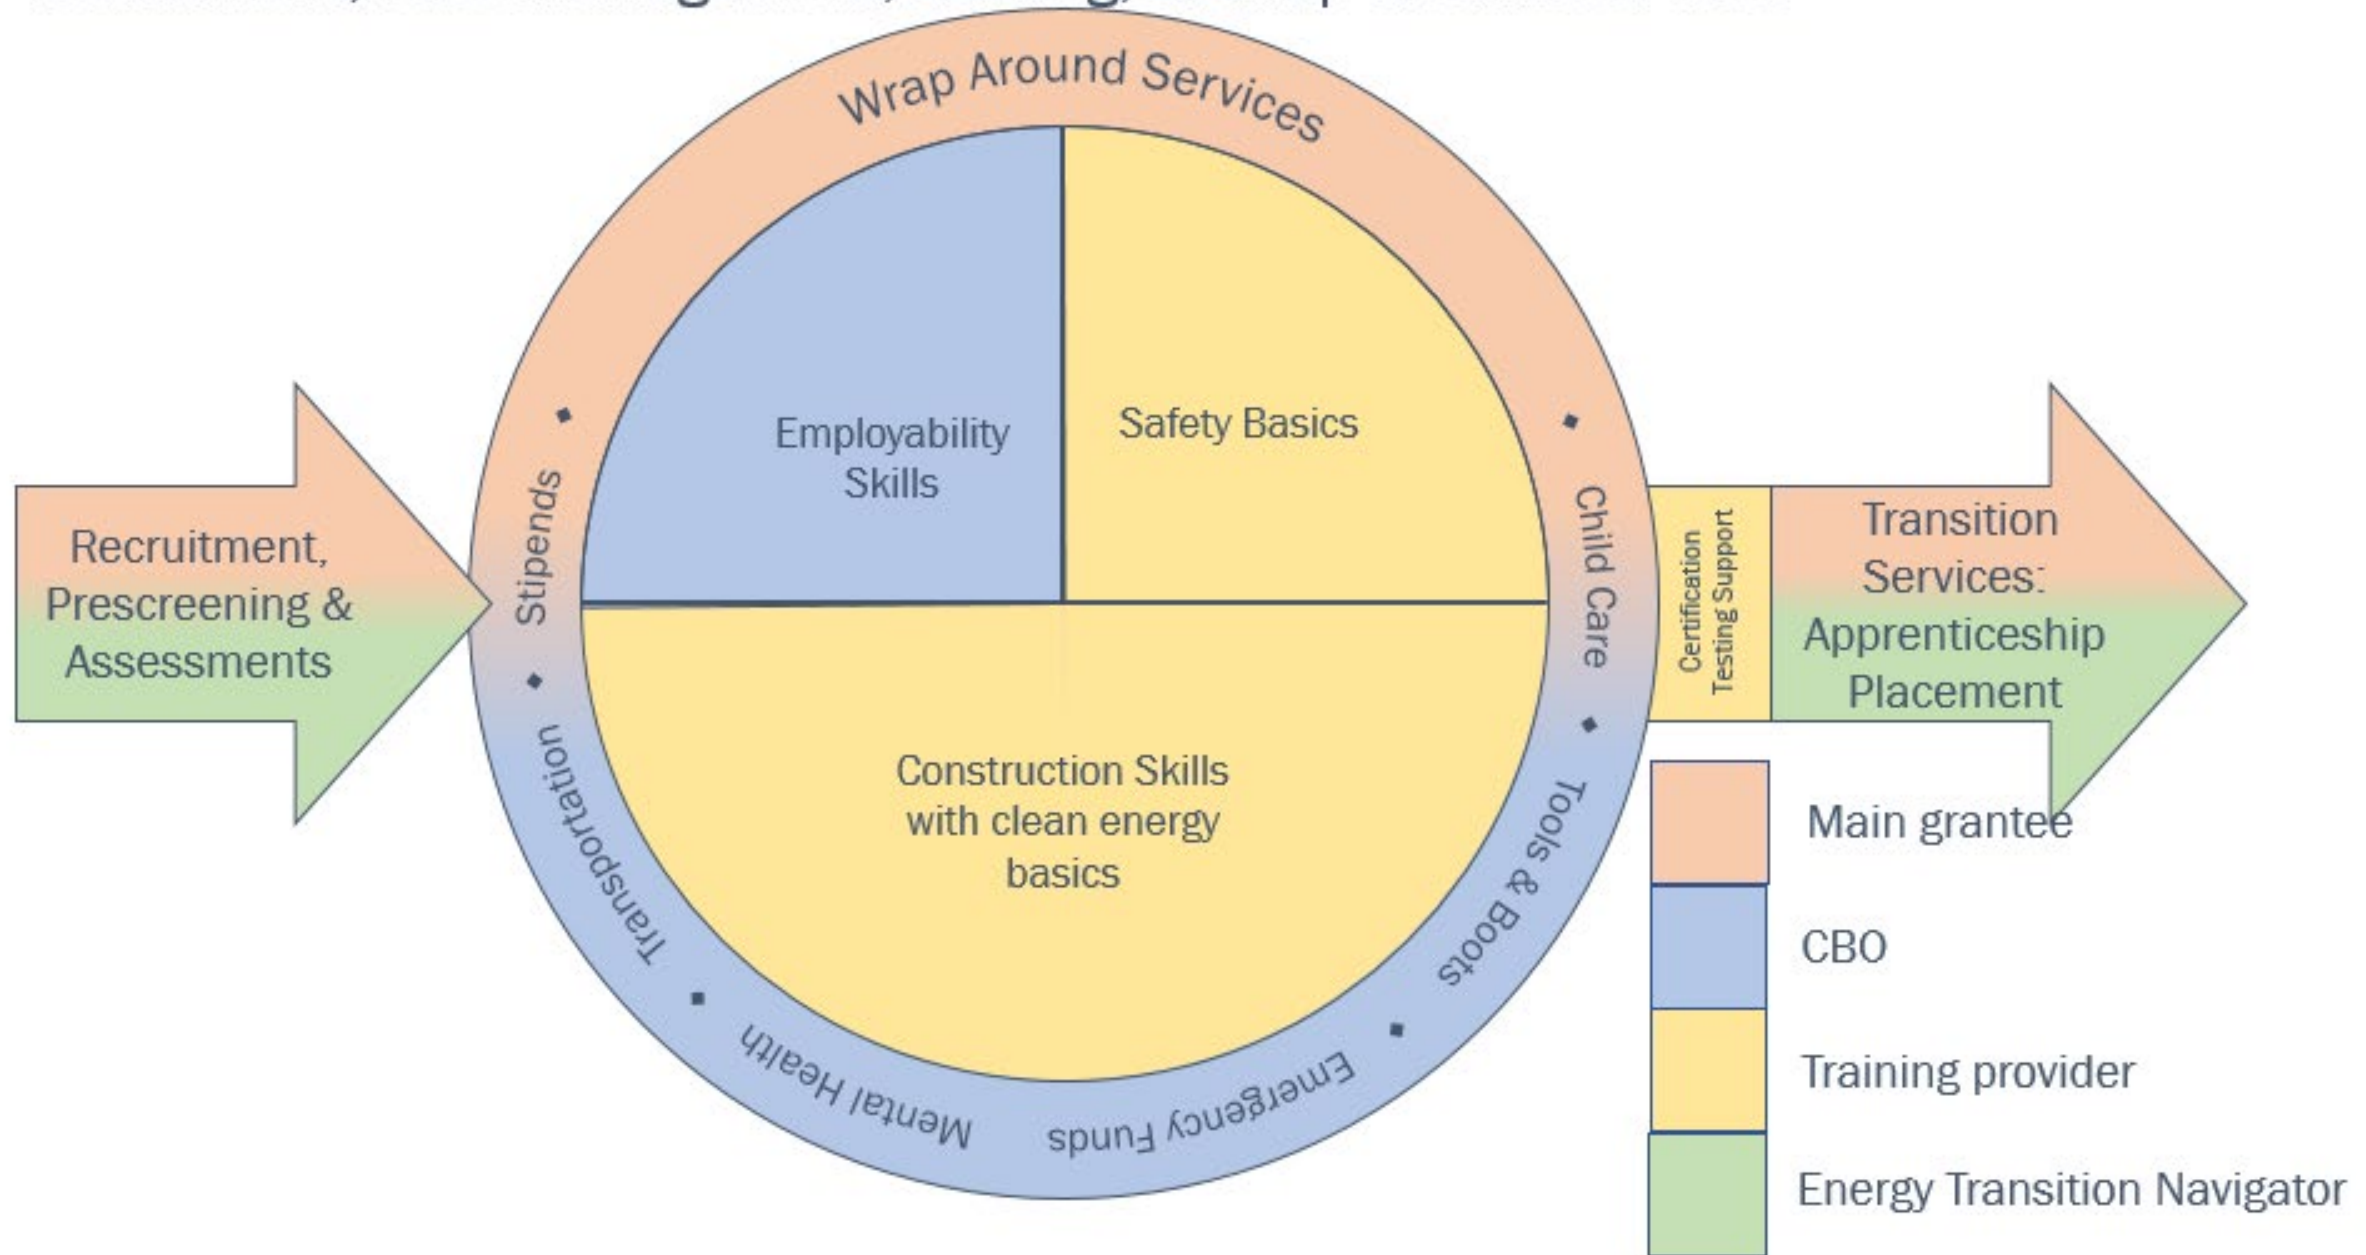 Wrap Around Services
Stipends
Child Care
Transportation
Tools & Boots
Mental Health
Emergency Funds
Employability
Skills
Safety Basics
Construction Skills
with clean energy
basics
Recruitment,
Prescreening &
Assessments
Certification
Testing Support
Transition
Services:
Apprenticeship
Placement
Main grantee
CBO
Training provider
Energy Transition Navigator